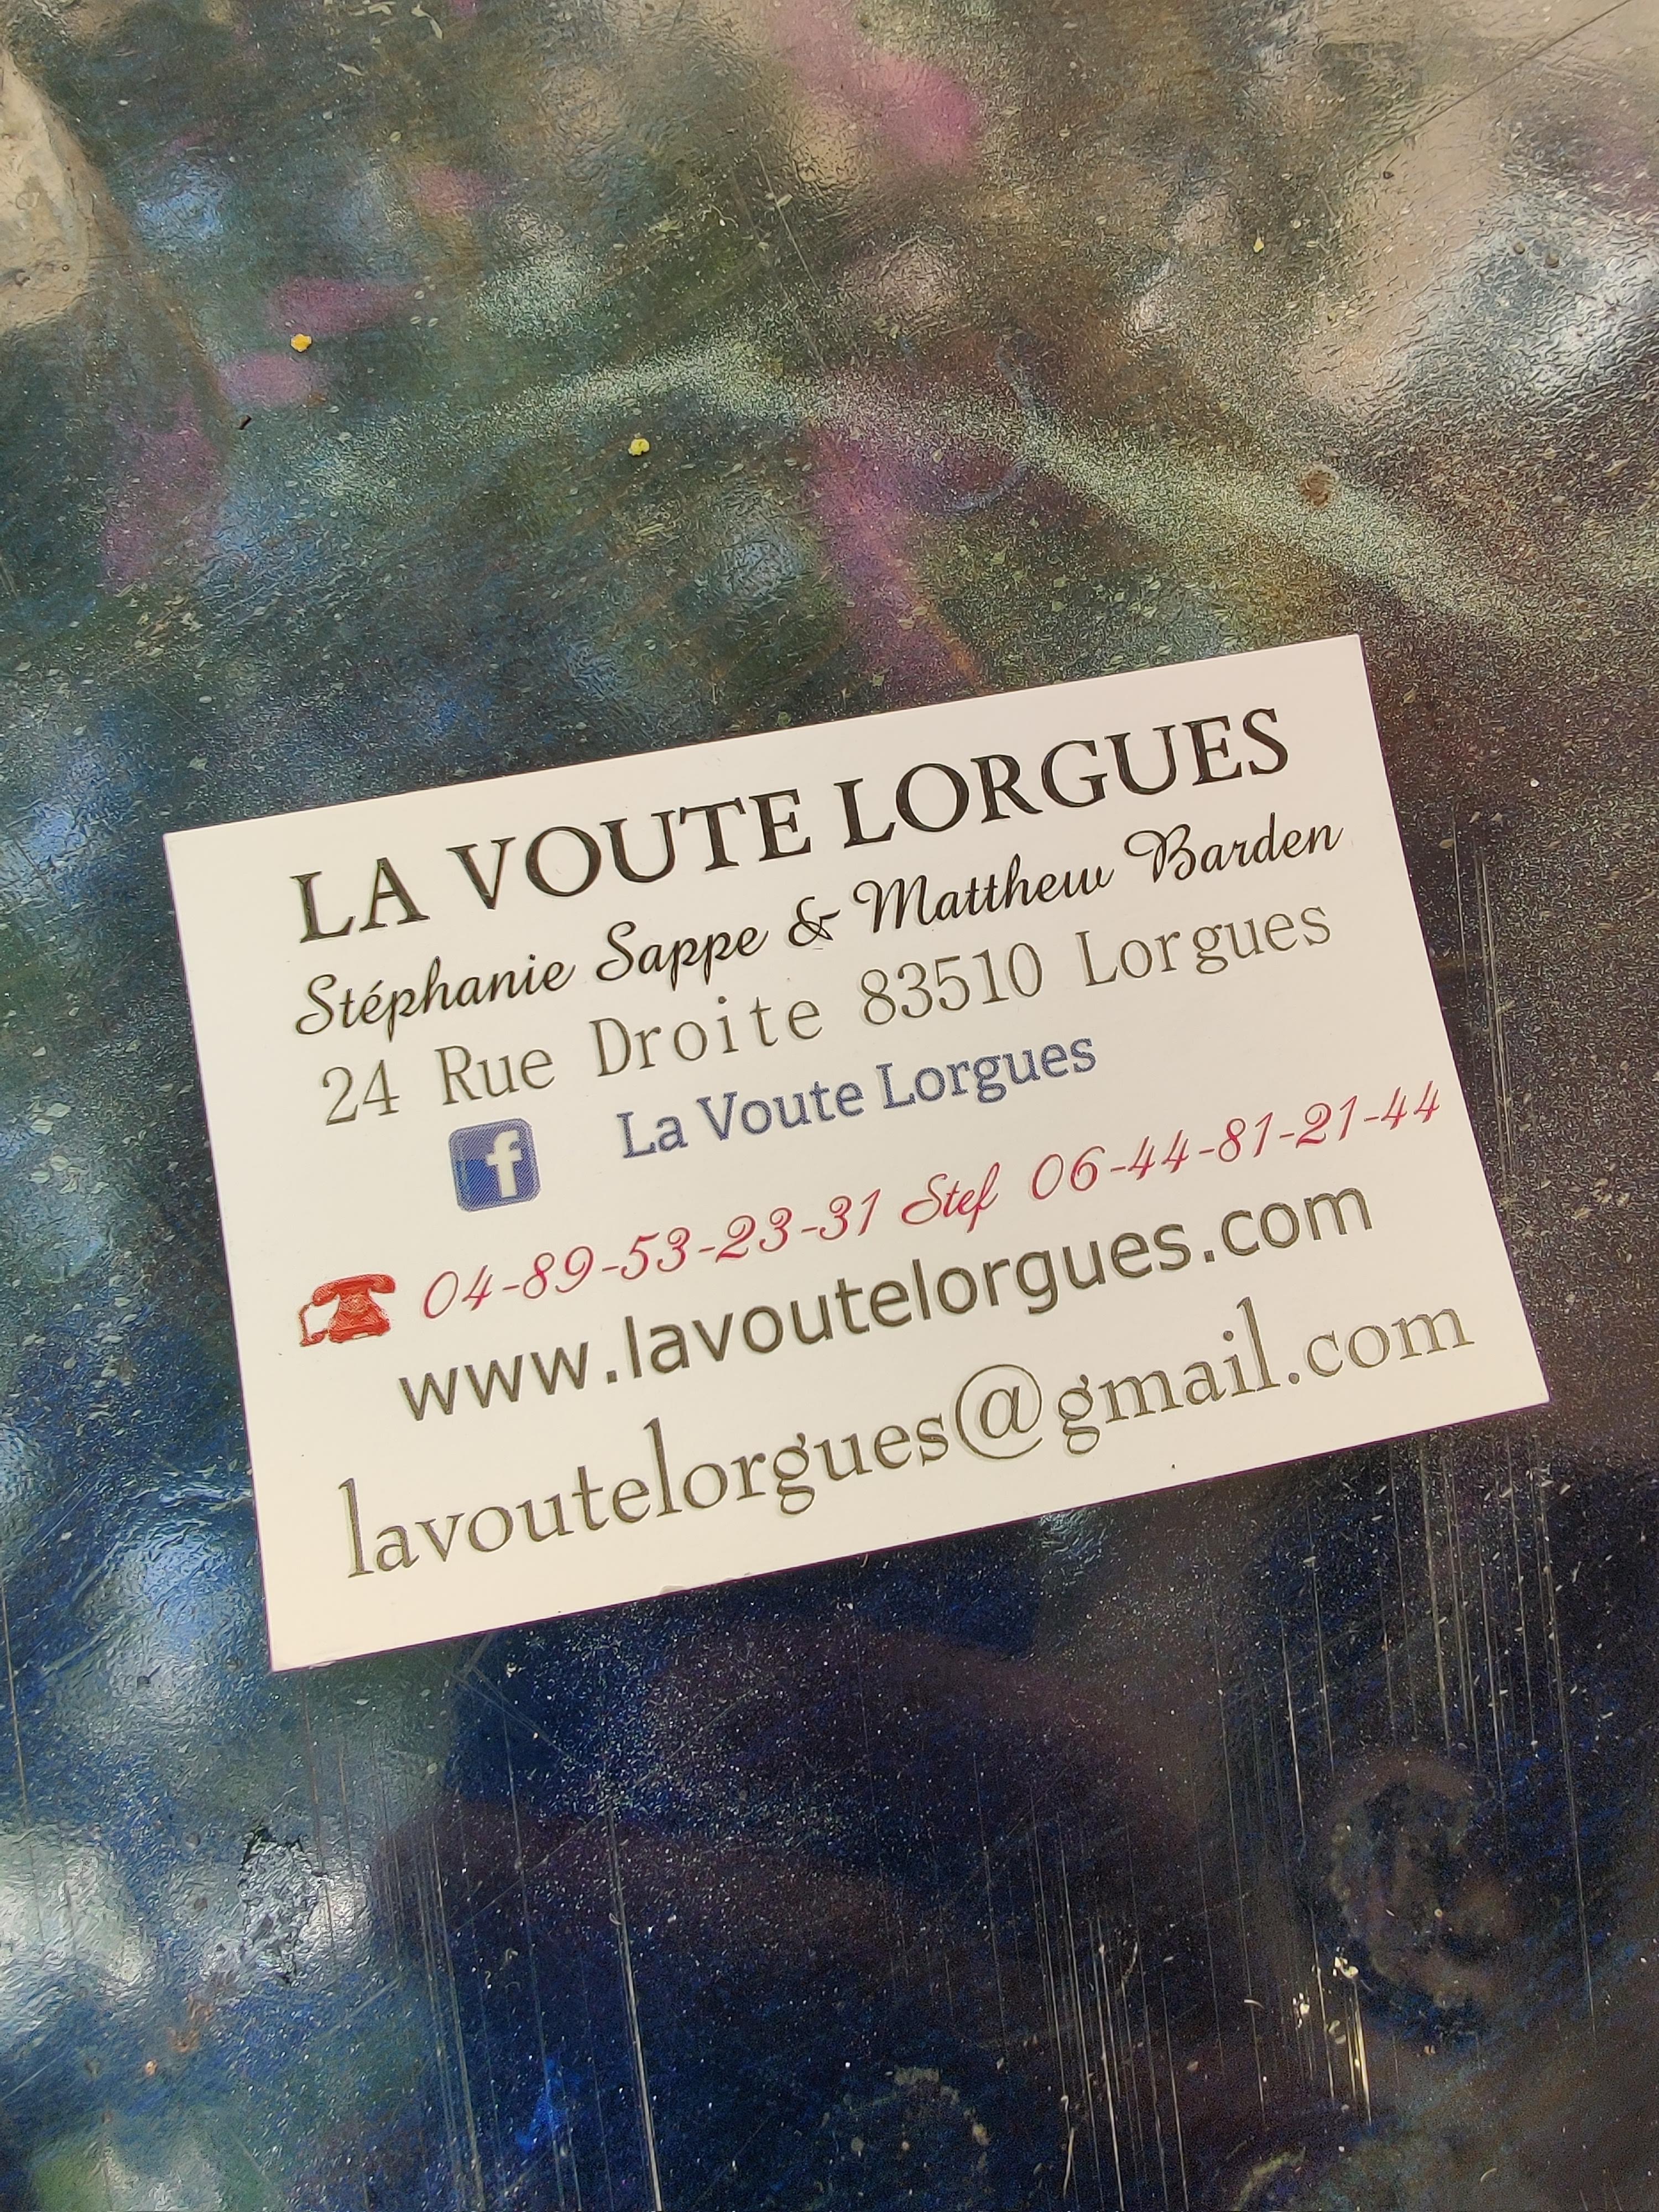 LA VOUTE LORGUES
Stéphanie Sappe & Matthew Barden
24 Rue Droite 83510 Lorgues
f La Voute Lorgues
04-89-53-23-31 Stef 06-44-81-21-44
www.lavoutelorgues.com
lavoutelorgues@gmail.com